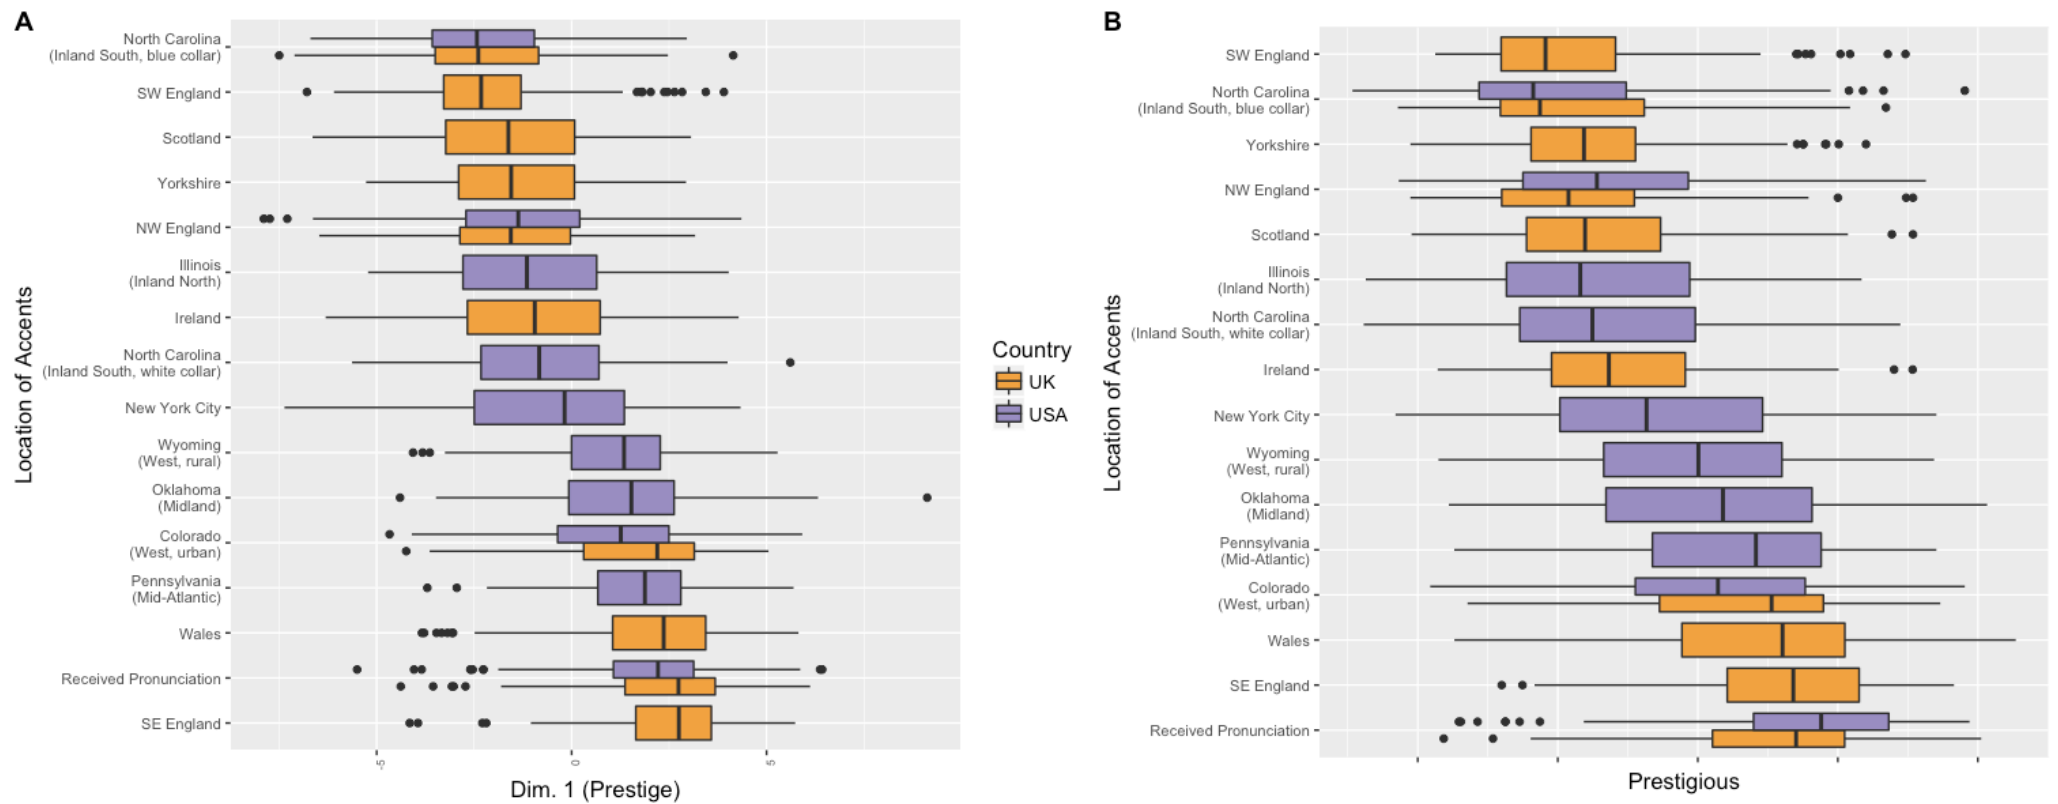 A
North Carolina
(Inland South, blue collar)
SW England
Scotland
Yorkshire
NW England
Illinois
(Inland North)
Ireland
North Carolina
(Inland South, white collar)
New York City
Wyoming
(West, rural)
Oklahoma
(Midland)
Colorado
(West, urban)
Pennsylvania
(Mid-Atlantic)
Wales
Received Pronunciation
SE England
Location of Accents
-5
0
5
Dim. 1 (Prestige)
Country
UK
USA
B
SW England
North Carolina
(Inland South, blue collar)
Yorkshire
NW England
Scotland
Illinois
(Inland North)
North Carolina
(Inland South, white collar)
Ireland
New York City
Wyoming
(West, rural)
Oklahoma
(Midland)
Pennsylvania
(Mid-Atlantic)
Colorado
(West, urban)
Wales
SE England
Received Pronunciation
Location of Accents
Prestigious